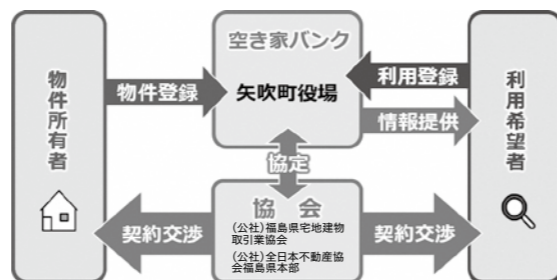 空き家バンク
矢吹町役場
物件所有者
物件登録
利用登録
情報提供
利用希望者
協定
協会
(公社)福島県宅地建物
取引業協会
(公社)全日本不動産協
会福島県本部
契約交渉
契約交渉